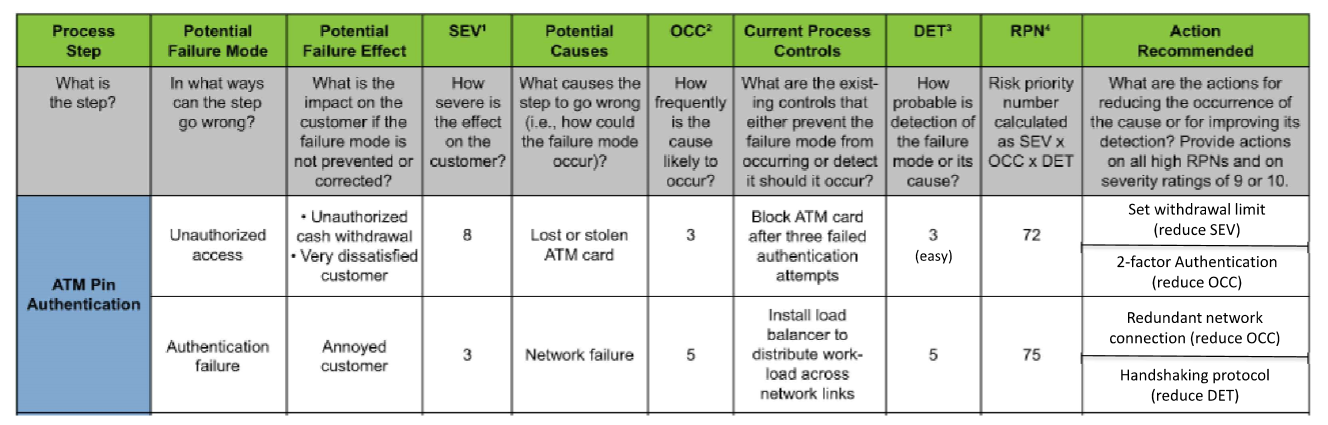 Process
Step
Potential
Failure Mode
Potential
Failure Effect
SEV¹
Potential
Causes
OCC²
Current Process
Controls
DET³
RPN⁴
Action
Recommended
What is
the step?
In what ways
can the step
go wrong?
What is the
impact on the
customer if the
failure mode is
not prevented or
corrected?
How
severe is
the effect
on the
customer?
What causes the
step to go wrong
(i.e., how could
the failure mode
occur)?
How
frequently
is the
cause
likely to
occur?
What are the exist-
ing controls that
either prevent the
failure mode from
occurring or detect
it should it occur?
How
probable is
detection of
the failure
mode or its
cause?
Risk priority
number
calculated
as SEV x
OCC x DET
What are the actions for
reducing the occurrence of
the cause or for improving its
detection? Provide actions
on all high RPNs and on
severity ratings of 9 or 10.
ATM Pin
Authentication
Unauthorized
access
• Unauthorized
cash withdrawal
• Very dissatisfied
customer
8
Lost or stolen
ATM card
3
Block ATM card
after three failed
authentication
attempts
3
(easy)
72
Set withdrawal limit
(reduce SEV)
2-factor Authentication
(reduce OCC)
Authentication
failure
Annoyed
customer
3
Network failure
5
Install load
balancer to
distribute work-
load across
network links
5
75
Redundant network
connection (reduce OCC)
Handshaking protocol
(reduce DET)